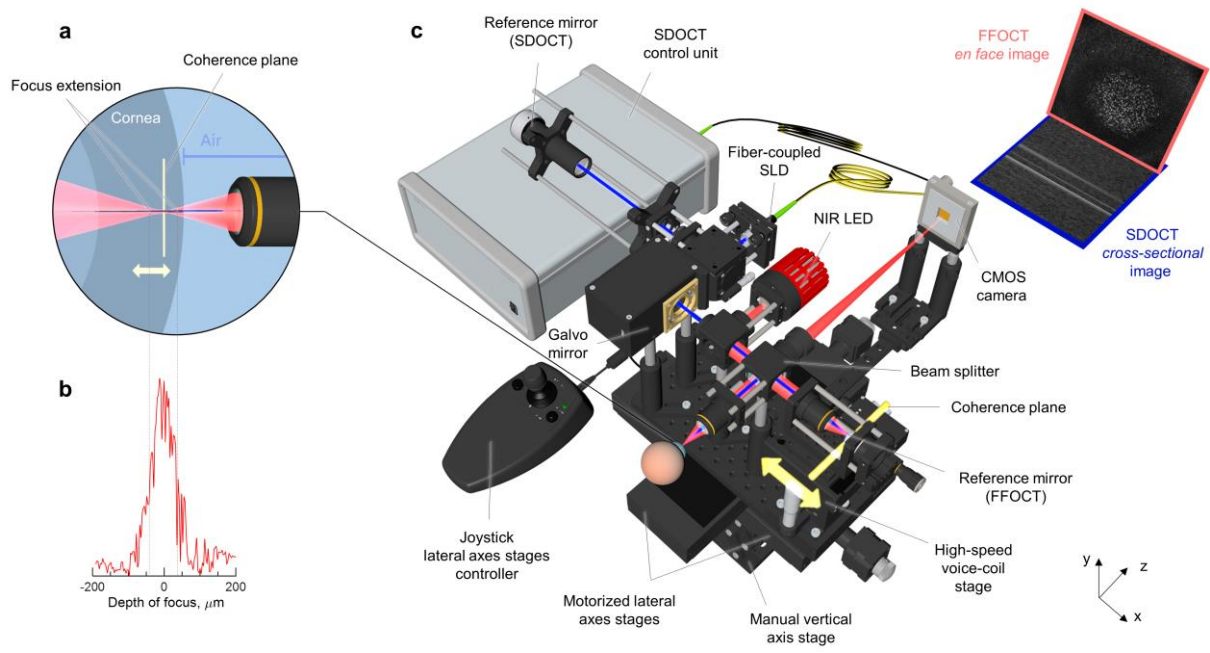 a
Coherence plane
Focus extension
Cornea
Air
b
-200
0
200
Depth of focus, μm
c
Reference mirror
(SDOCT)
SDOCT
control unit
Fiber-coupled
SLD
NIR LED
FFOCT
en face image
SDOCT
cross-sectional
image
CMOS
camera
Galvo
mirror
Beam splitter
Coherence plane
Reference mirror
(FFOCT)
High-speed
voice-coil
stage
Joystick
lateral axes stages
controller
Motorized lateral
axes stages
Manual vertical
axis stage
y
z
x